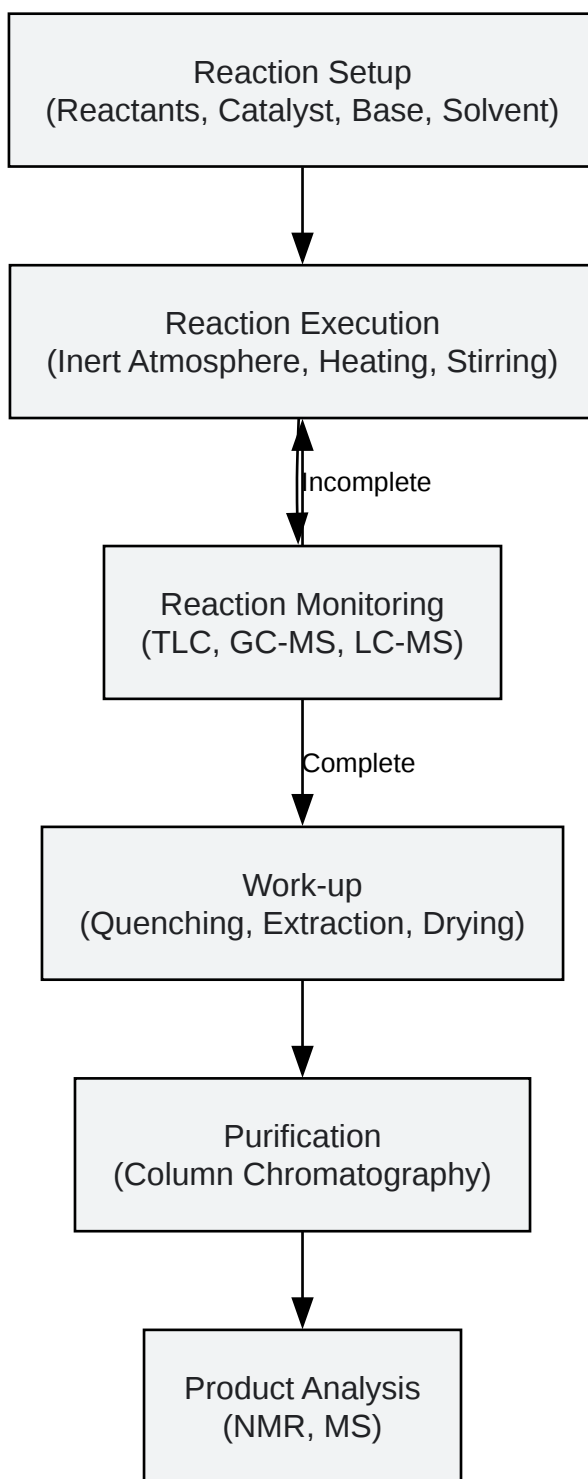 Reaction Setup
(Reactants, Catalyst, Base, Solvent)
Reaction Execution
(Inert Atmosphere, Heating, Stirring)
Incomplete
Reaction Monitoring
(TLC, GC-MS, LC-MS)
Complete
Work-up
(Quenching, Extraction, Drying)
Purification
(Column Chromatography)
Product Analysis
(NMR, MS)